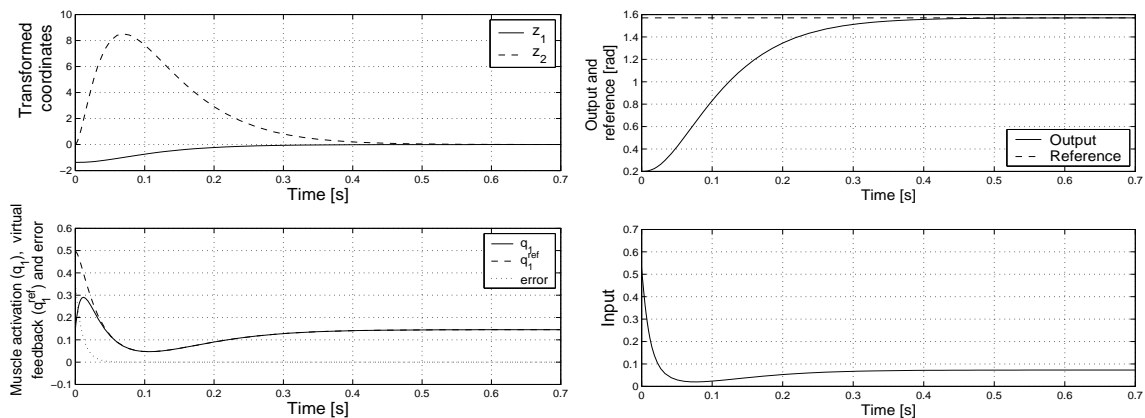 Transformed
coordinates
10
8
6
4
2
0
−2
z1
z2
0 0.1 0.2 0.3 0.4 0.5 0.6 0.7
Time [s]
Output and
reference [rad]
1.6
1.4
1.2
1
0.8
0.6
0.4
0.2
Output
Reference
0 0.1 0.2 0.3 0.4 0.5 0.6 0.7
Time [s]
Muscle activation (q1), virtual
feedback (q1ref) and error
0.6
0.5
0.4
0.3
0.2
0.1
0
−0.1
q1
q1ref
error
0 0.1 0.2 0.3 0.4 0.5 0.6 0.7
Time [s]
Input
0.7
0.6
0.5
0.4
0.3
0.2
0.1
0
0 0.1 0.2 0.3 0.4 0.5 0.6 0.7
Time [s]